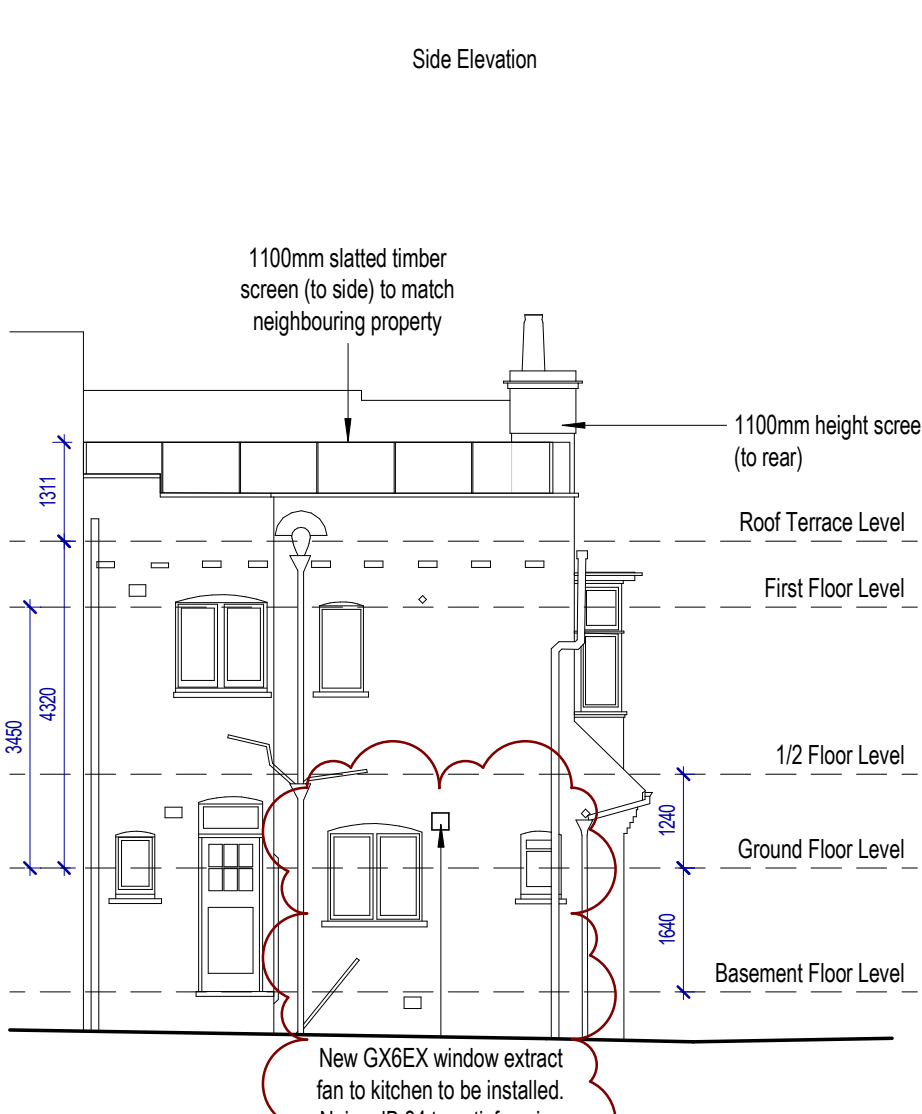 Side Elevation
1100mm slatted timber
screen (to side) to match
neighbouring property
1100mm height scree
(to rear)
1311
Roof Terrace Level
First Floor Level
4320
3450
1/2 Floor Level
1240
Ground Floor Level
1640
Basement Floor Level
New GX6EX window extract
fan to kitchen to be installed.